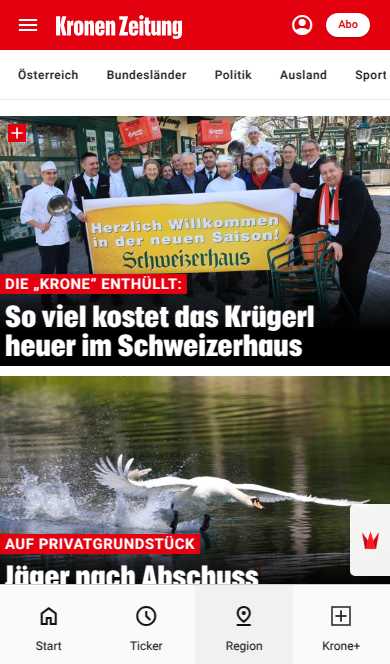 Kronen Zeitung
Abo
Österreich
Bundesländer
Politik
Ausland
Sport
Herzlich Willkommen
in der neuen Saison!
Schweizerhaus
DIE „KRONE“ ENTHÜLLT:
So viel kostet das Krügerl
heuer im Schweizerhaus
AUF PRIVATGRUNDSTÜCK
Jäger nach Abschuss
Start
Ticker
Region
Krone+